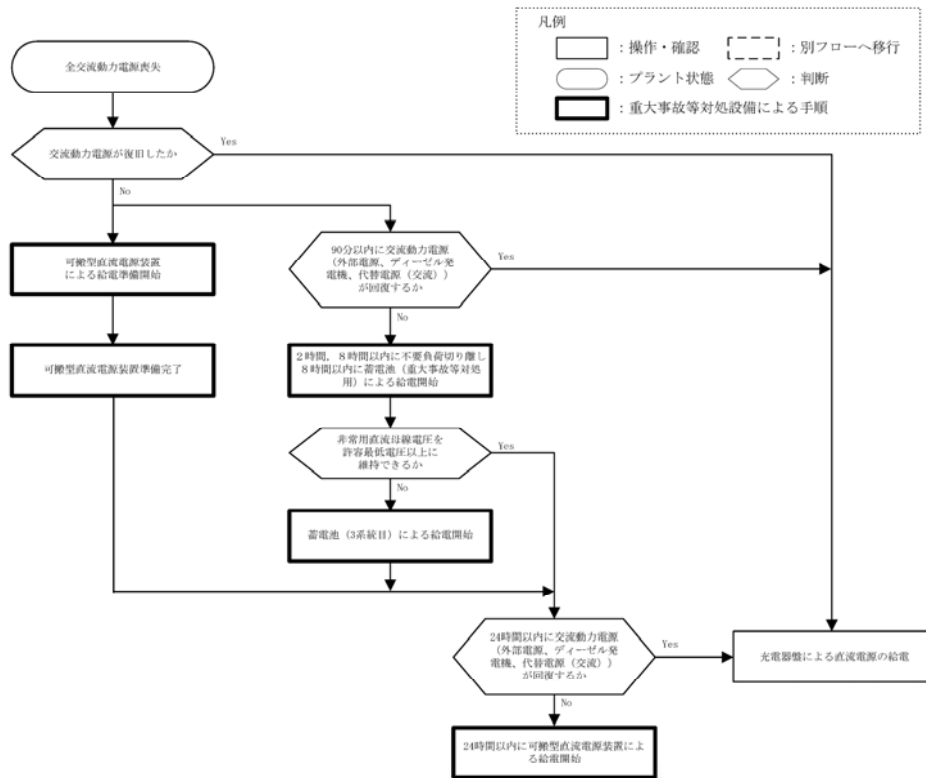 凡例
：操作・確認
：別フローへ移行
：プラント状態
：判断
：重大事故等対処設備による手順
全交流動力電源喪失
交流動力電源が復旧したか
Yes
No
可搬型直流電源装置
による給電準備開始
90分以内に交流動力電源
（外部電源、ディーゼル発
電機、代替電源（交流））
が回復するか
Yes
No
可搬型直流電源装置準備完了
２時間，８時間以内に不要負荷切り離し
８時間以内に蓄電池（重大事故等対処
用）による給電開始
非常用直流母線電圧を
許容最低電圧以上に
維持できるか
Yes
No
蓄電池（3系統目）による給電開始
24時間以内に交流動力電源
（外部電源、ディーゼル発
電機、代替電源（交流））
が回復するか
Yes
No
充電器盤による直流電源の給電
24時間以内に可搬型直流電源装置によ
る給電開始